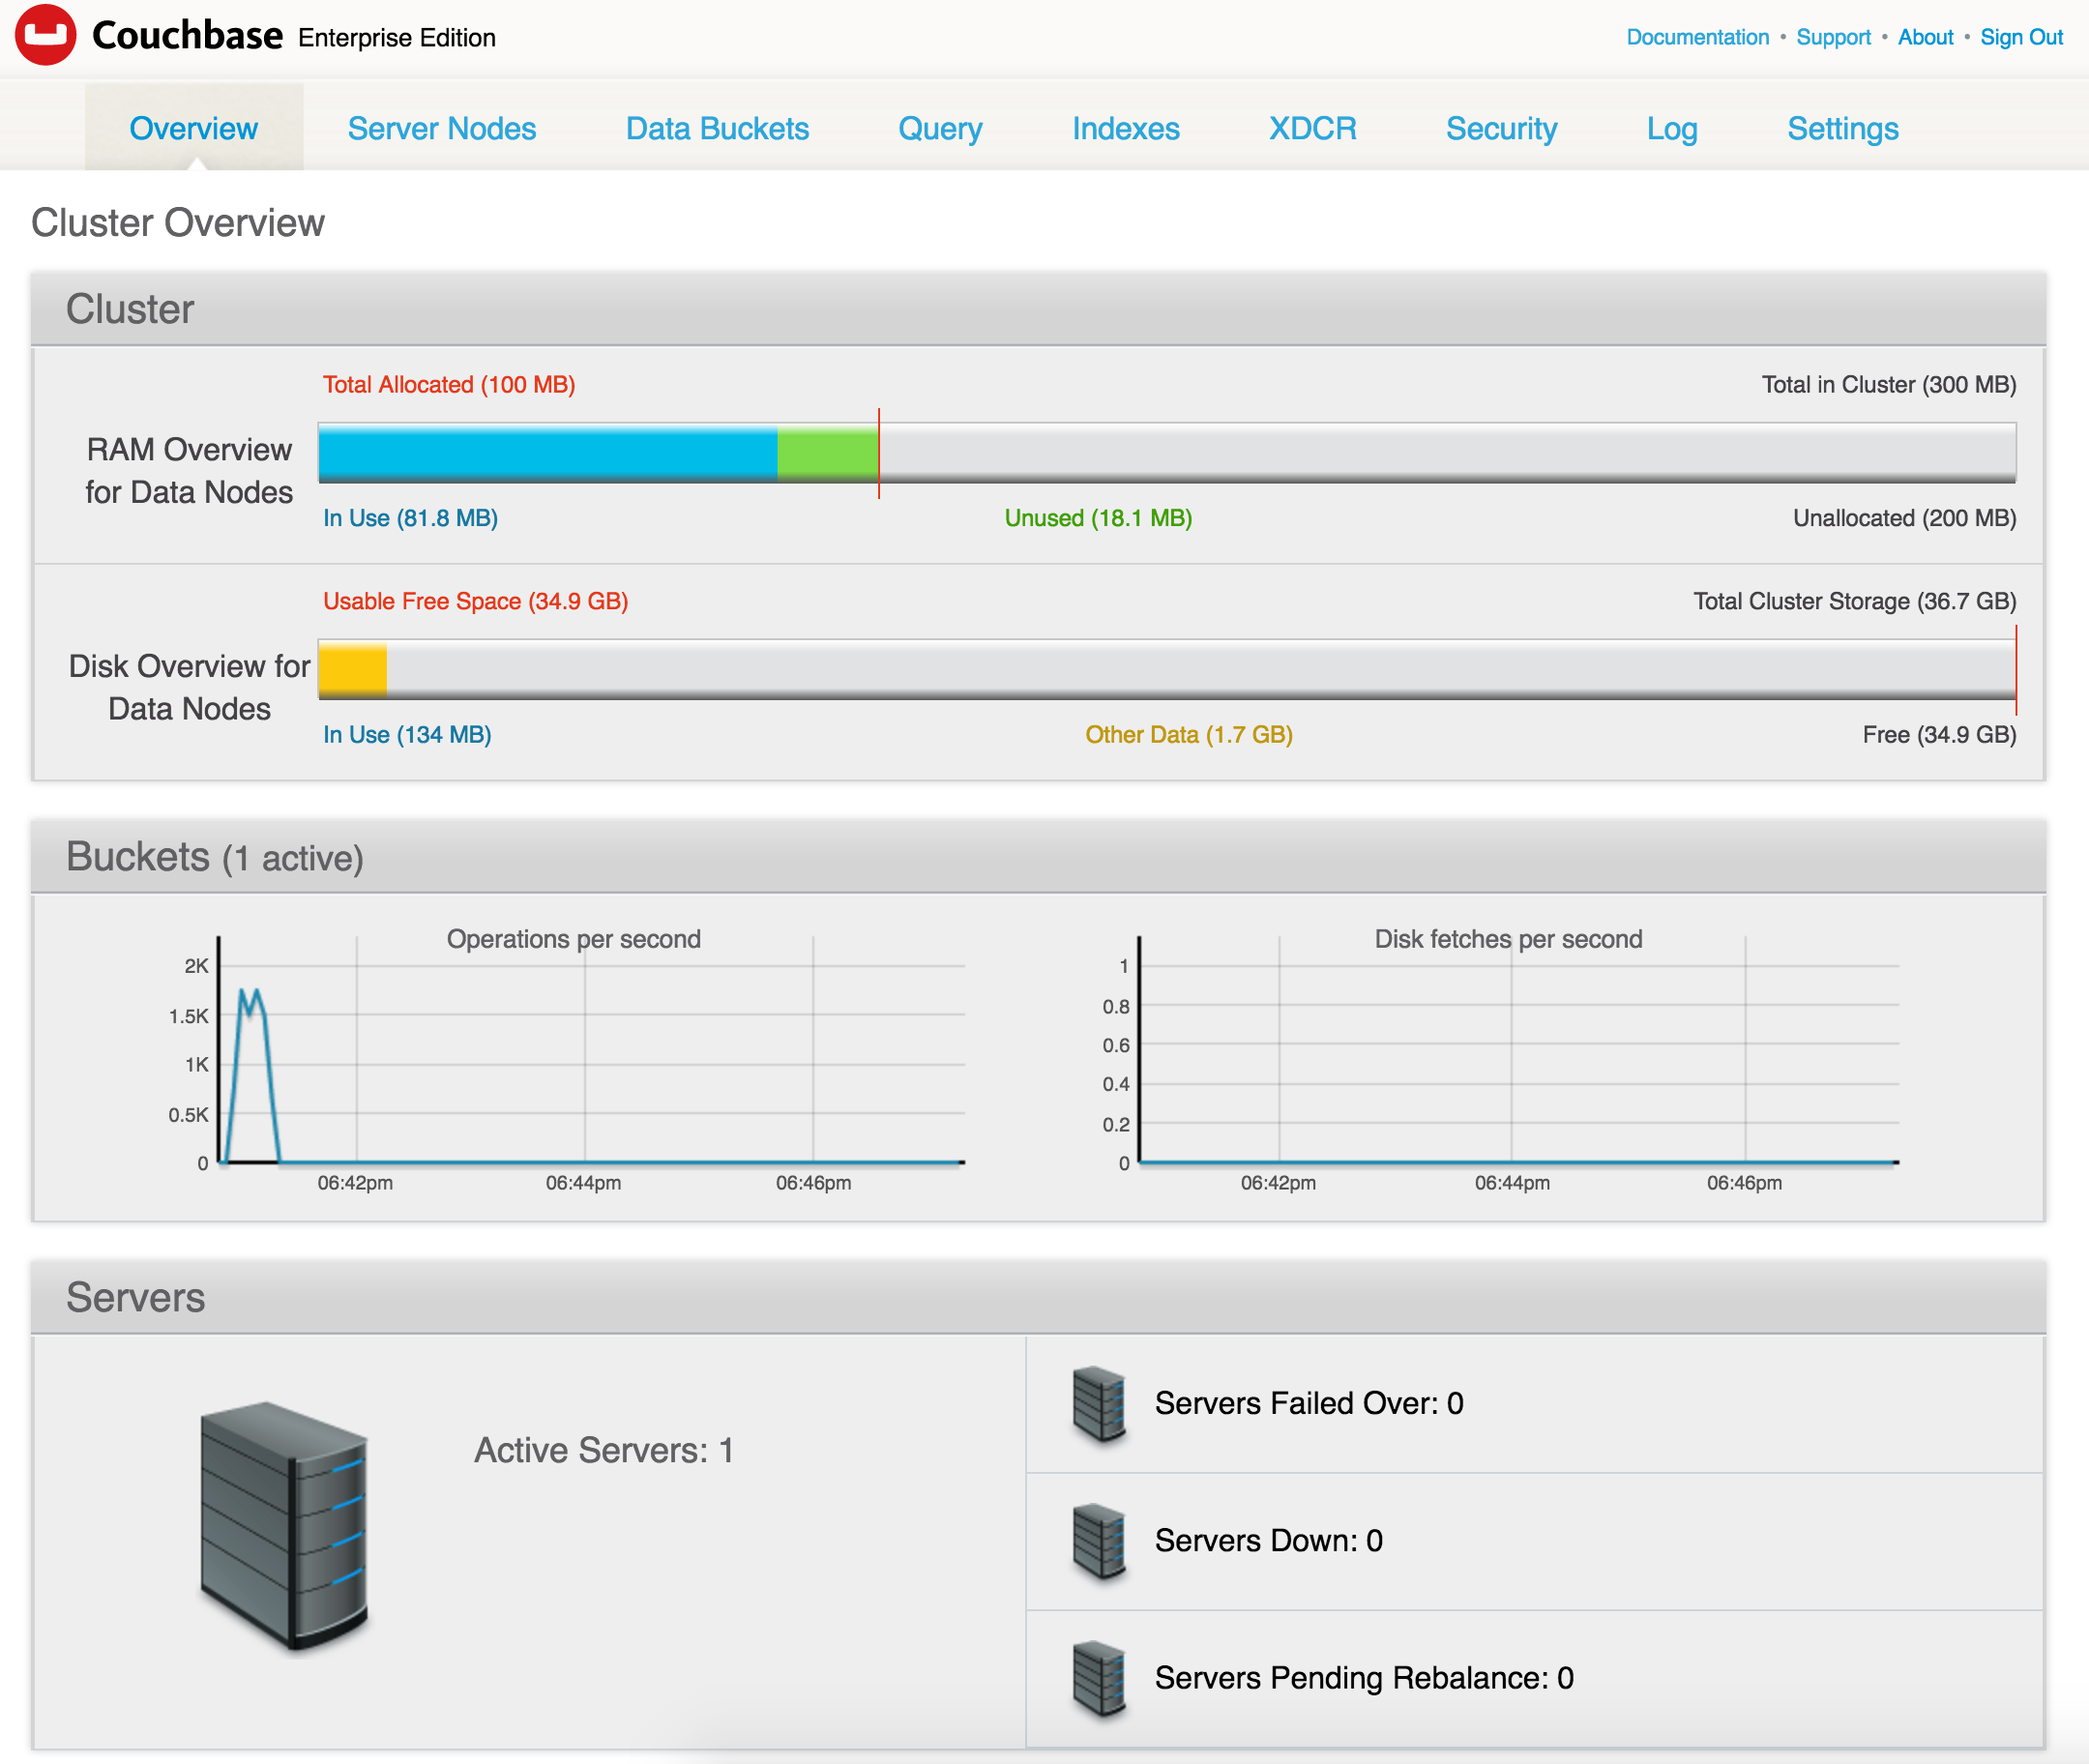 Couchbase Enterprise Edition
Documentation • Support • About • Sign Out
Overview Server Nodes Data Buckets Query Indexes XDCR Security Log Settings
Cluster Overview
Cluster
Total Allocated (100 MB) Total in Cluster (300 MB)
RAM Overview
for Data Nodes
In Use (81.8 MB) Unused (18.1 MB) Unallocated (200 MB)
Usable Free Space (34.9 GB) Total Cluster Storage (36.7 GB)
Disk Overview for
Data Nodes
In Use (134 MB) Other Data (1.7 GB) Free (34.9 GB)
Buckets (1 active)
Operations per second
2K
1.5K
1K
0.5K
0
06:42pm 06:44pm 06:46pm
Disk fetches per second
1
0.8
0.6
0.4
0.2
0
06:42pm 06:44pm 06:46pm
Servers
Active Servers: 1
Servers Failed Over: 0
Servers Down: 0
Servers Pending Rebalance: 0